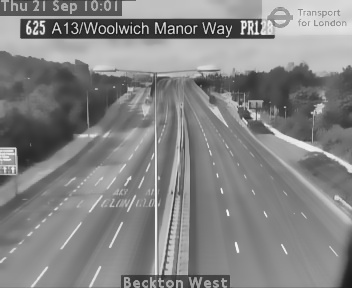 Thu 21 Sep 10:01
625 A13/Woolwich Manor Way PR128
Transport
for London
Beckton West